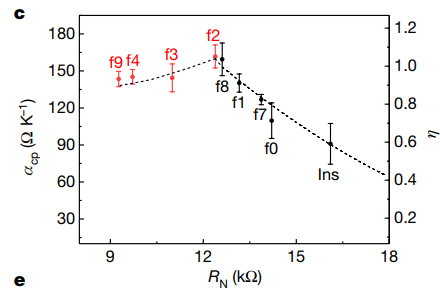 c
180
150
120
90
60
30
α_cp (Ω K⁻¹)
f9
f4
f3
f2
f8
f1
f7
f0
Ins
1.2
1.0
0.8
0.6
0.4
0.2
η
9
12
15
18
R_N (kΩ)
e